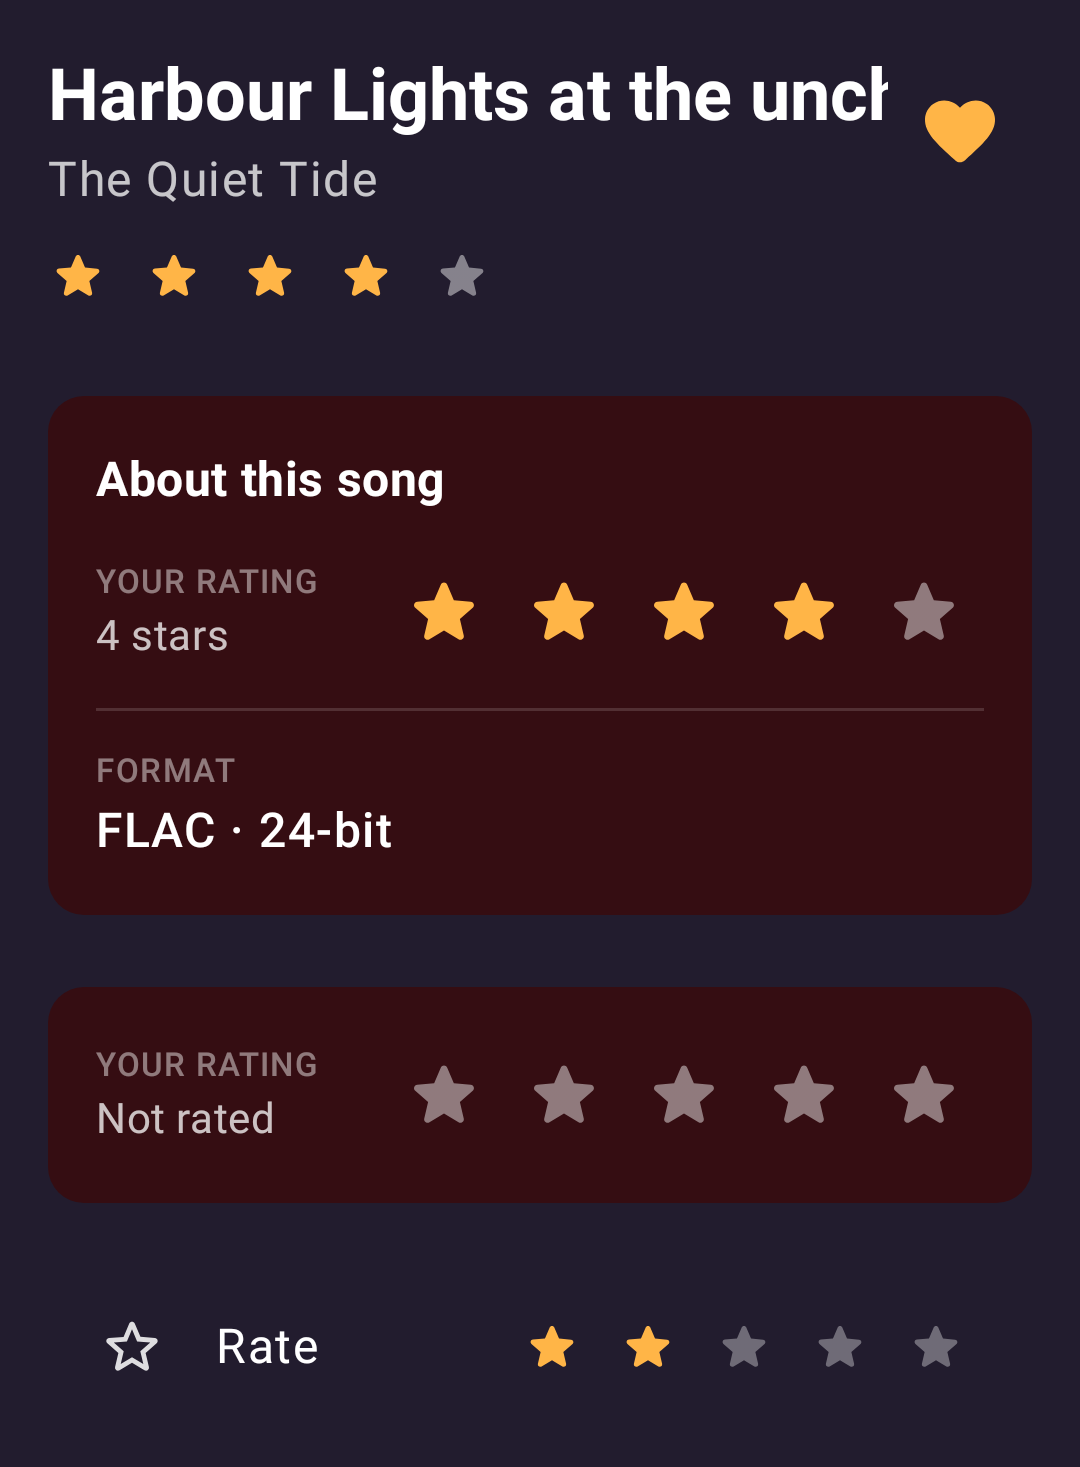 Harbour Lights at the unch
The Quiet Tide
About this song
YOUR RATING
4 stars
FORMAT
FLAC · 24-bit
YOUR RATING
Not rated
Rate